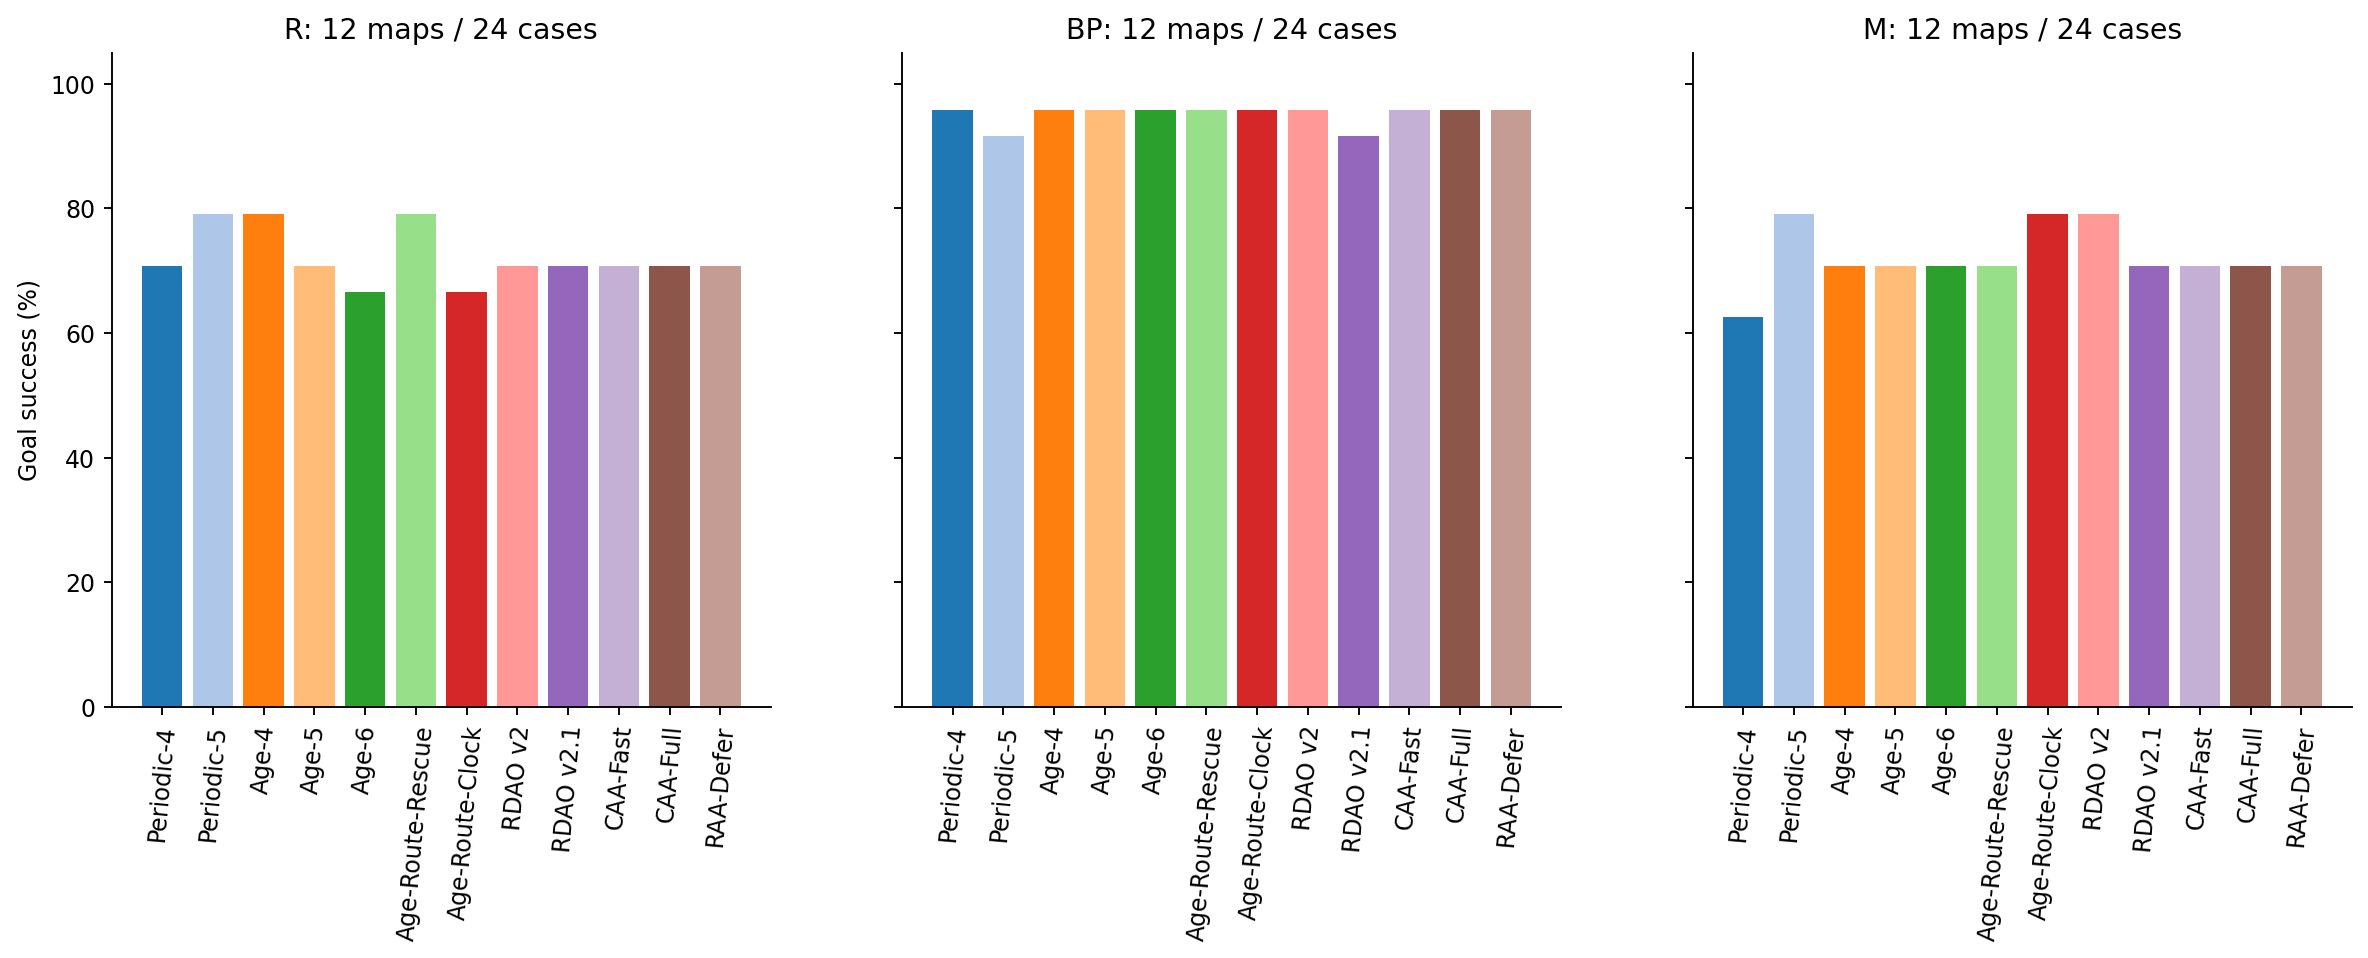 R: 12 maps / 24 cases
BP: 12 maps / 24 cases
M: 12 maps / 24 cases
Goal success (%)
100
80
60
40
20
0
Periodic-4
Periodic-5
Age-4
Age-5
Age-6
Age-Route-Rescue
Age-Route-Clock
RDAO v2
RDAO v2.1
CAA-Fast
CAA-Full
RAA-Defer
Periodic-4
Periodic-5
Age-4
Age-5
Age-6
Age-Route-Rescue
Age-Route-Clock
RDAO v2
RDAO v2.1
CAA-Fast
CAA-Full
RAA-Defer
Periodic-4
Periodic-5
Age-4
Age-5
Age-6
Age-Route-Rescue
Age-Route-Clock
RDAO v2
RDAO v2.1
CAA-Fast
CAA-Full
RAA-Defer